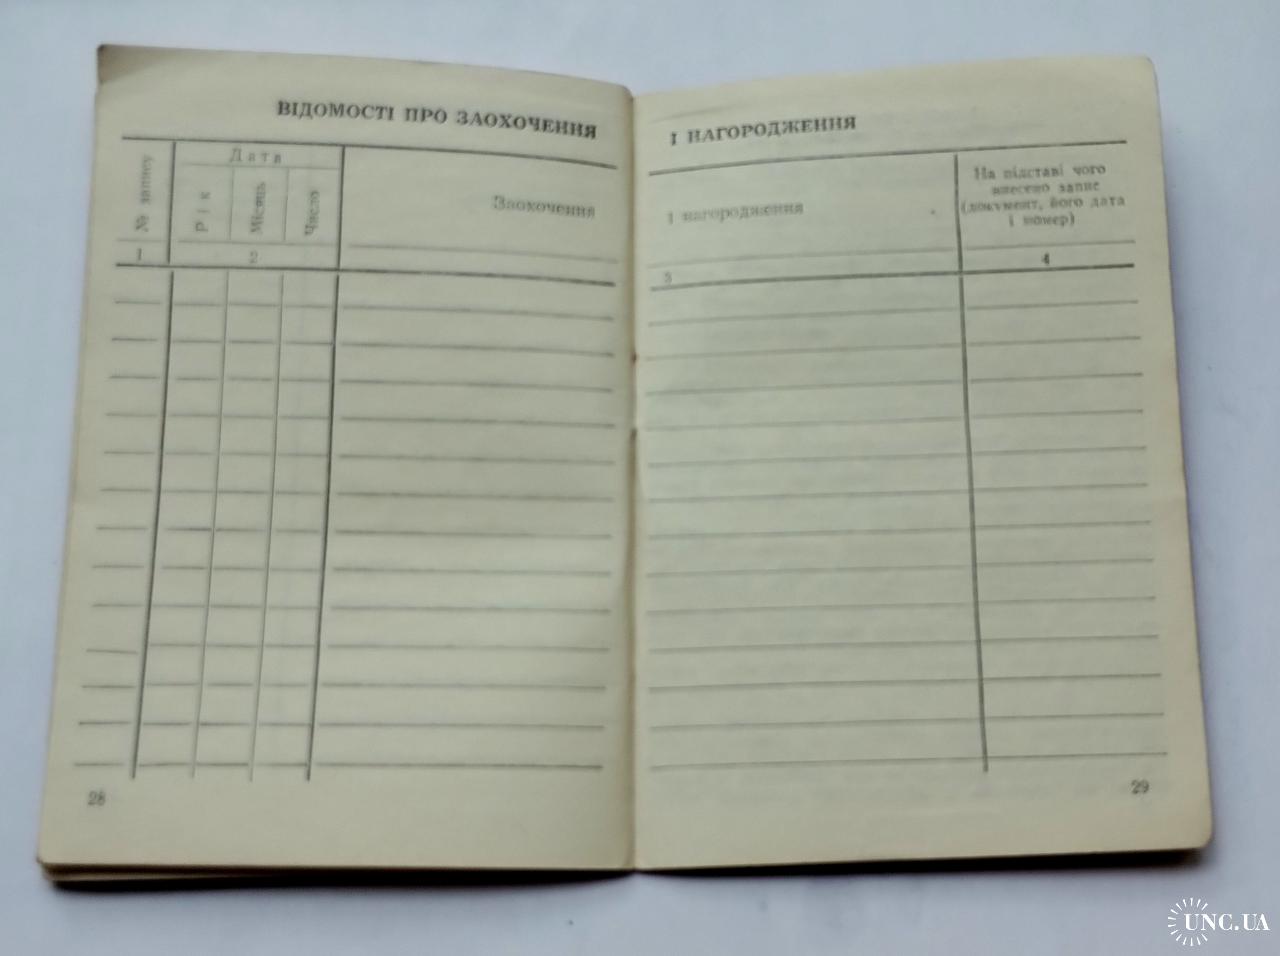 ВІДОМОСТІ ПРО ЗАОХОЧЕННЯ
№ запису
Дата
Рік
Місяць
Число
Заохочення
1
2
28
І НАГОРОДЖЕННЯ
і нагородження
На підставі чого
внесено запис
(документ, його дата
і номер)
3
4
29
UNC.UA